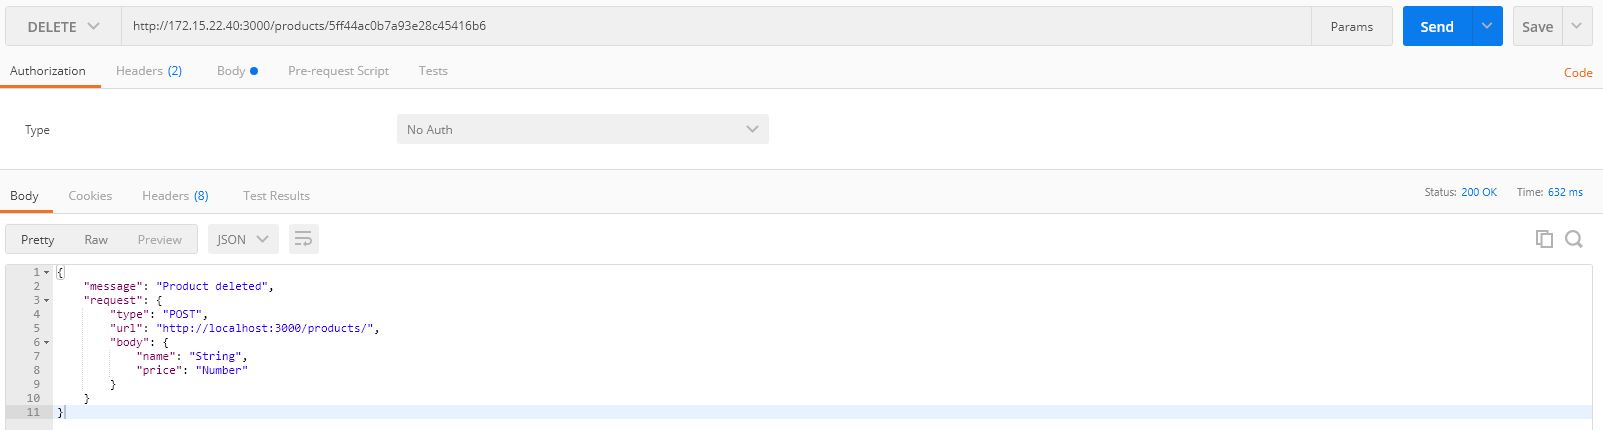 DELETE http://172.15.22.40:3000/products/5ff44ac0b7a93e28c45416b6 Params Send Save
Authorization Headers (2) Body Pre-request Script Tests Code
Type No Auth
Body Cookies Headers (8) Test Results Status: 200 OK Time: 632 ms
Pretty Raw Preview JSON
1 {
2 "message": "Product deleted",
3 "request": {
4 "type": "POST",
5 "url": "http://localhost:3000/products/",
6 "body": {
7 "name": "String",
8 "price": "Number"
9 }
10 }
11 }